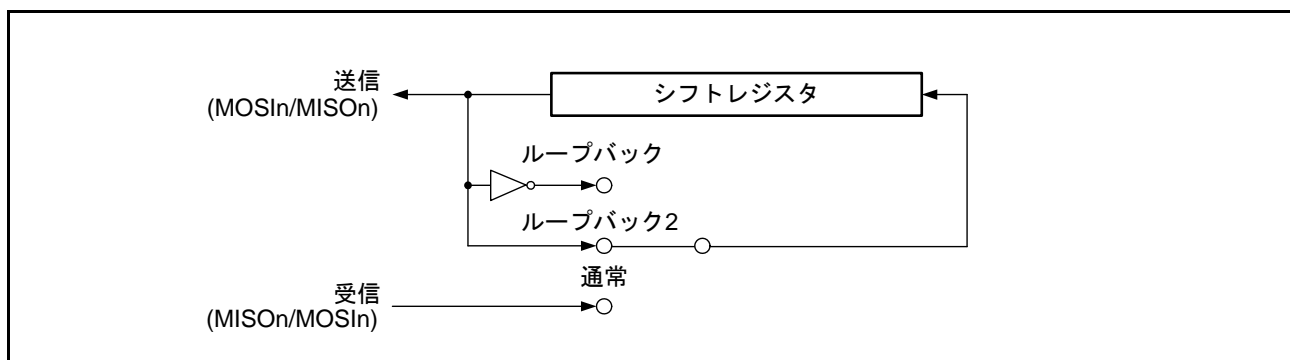 送信
(MOSIn/MISOn)
シフトレジスタ
ループバック
ループバック2
通常
受信
(MISOn/MOSIn)